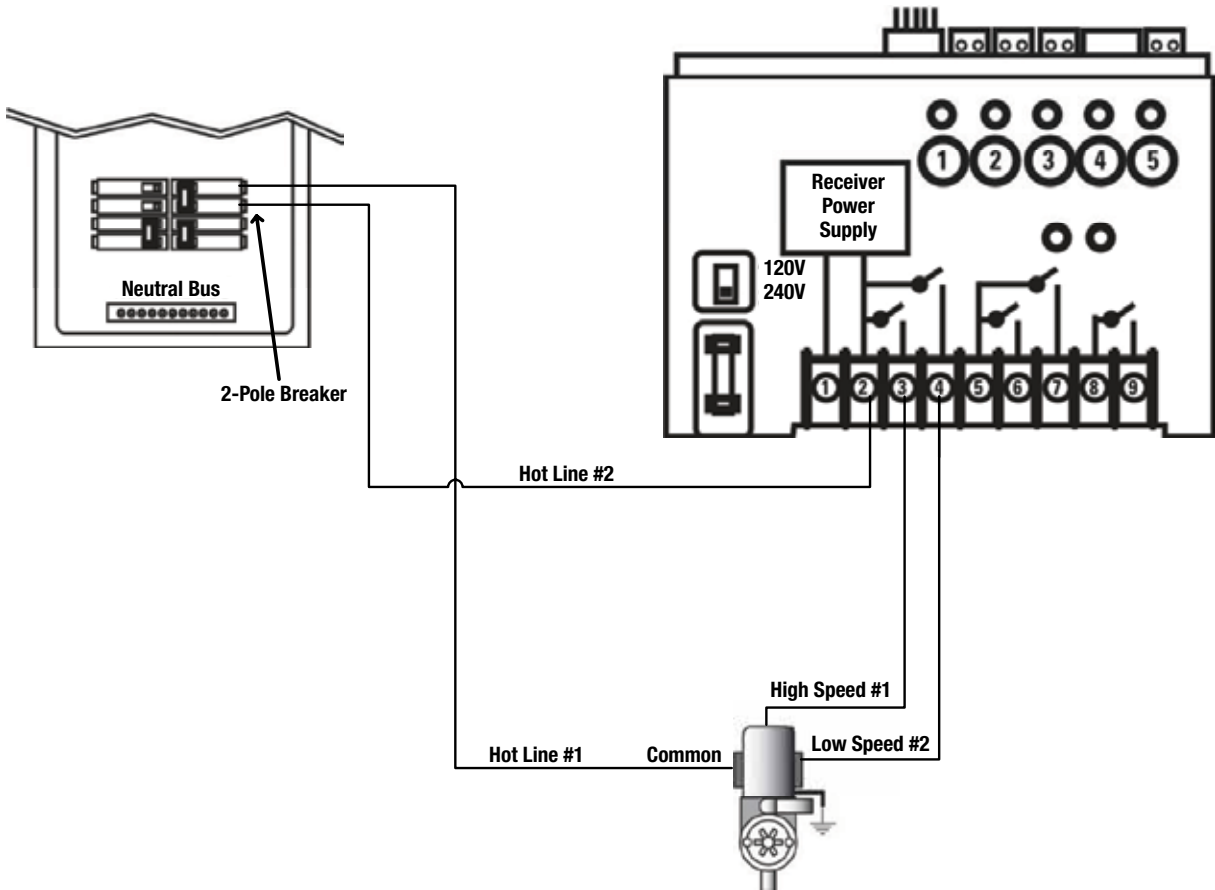 1 2 3 4 5
Receiver
Power
Supply
120V
240V
Neutral Bus
2-Pole Breaker
1 2 3 4 5 6 7 8 9
Hot Line #2
High Speed #1
Low Speed #2
Hot Line #1
Common